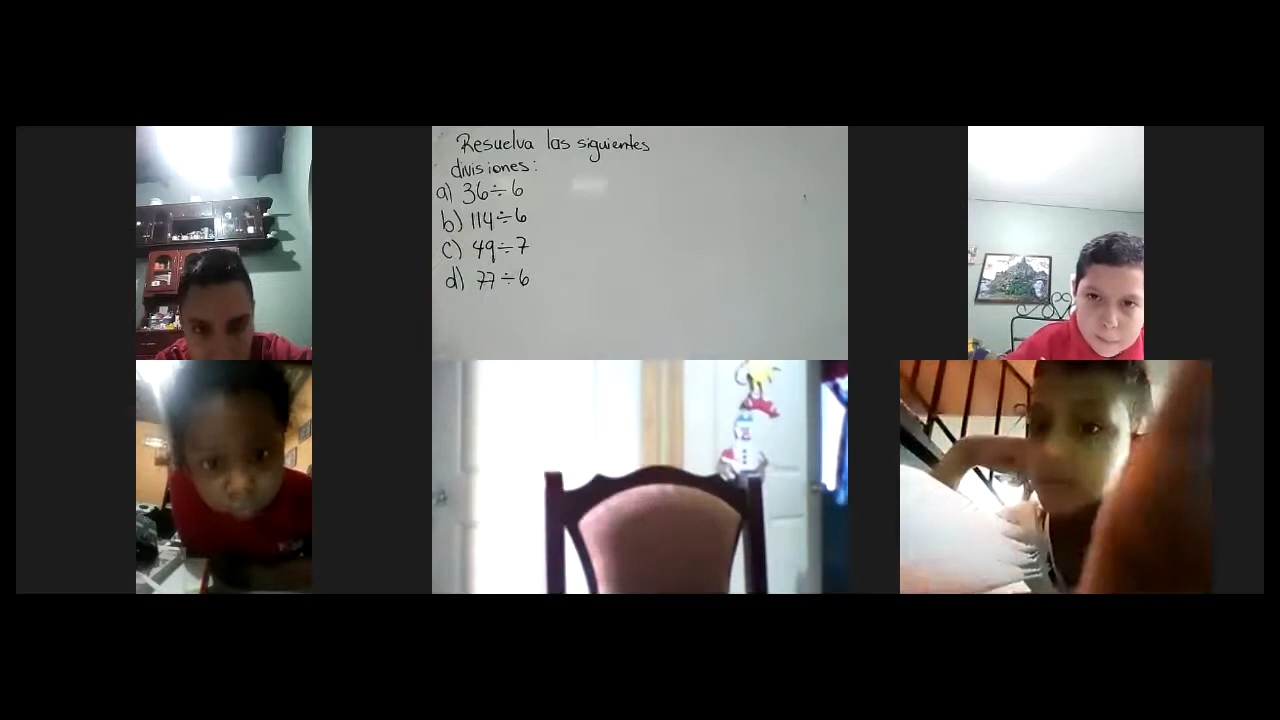 Resuelva las siguientes
divisiones:
a) 36÷6
b) 114÷6
c) 49÷7
d) 77÷6